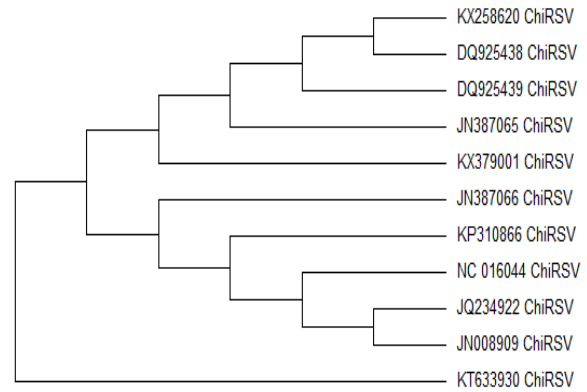 KX258620 ChiRSV
DQ925438 ChiRSV
DQ925439 ChiRSV
JN387065 ChiRSV
KX379001 ChiRSV
JN387066 ChiRSV
KP310866 ChiRSV
NC 016044 ChiRSV
JQ234922 ChiRSV
JN008909 ChiRSV
KT633930 ChiRSV